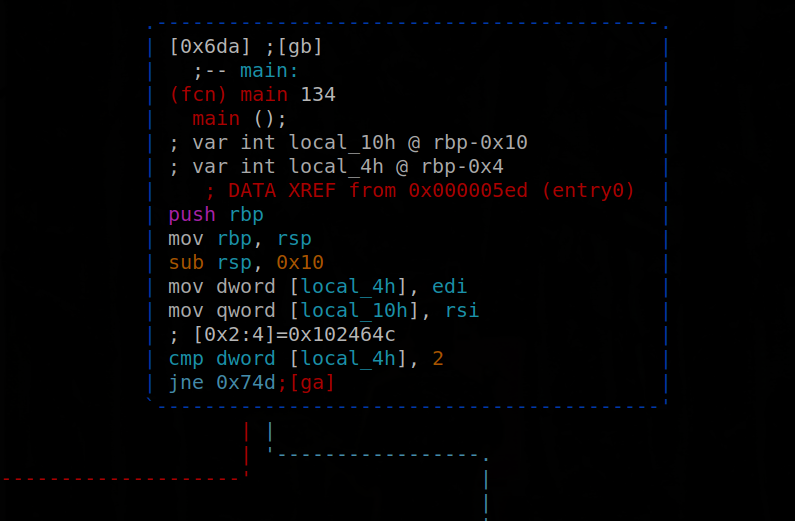 [0x6da] ;[gb]
;-- main:
(fcn) main 134
main ();
; var int local_10h @ rbp-0x10
; var int local_4h @ rbp-0x4
; DATA XREF from 0x000005ed (entry0)
push rbp
mov rbp, rsp
sub rsp, 0x10
mov dword [local_4h], edi
mov qword [local_10h], rsi
; [0x2:4]=0x102464c
cmp dword [local_4h], 2
jne 0x74d;[ga]